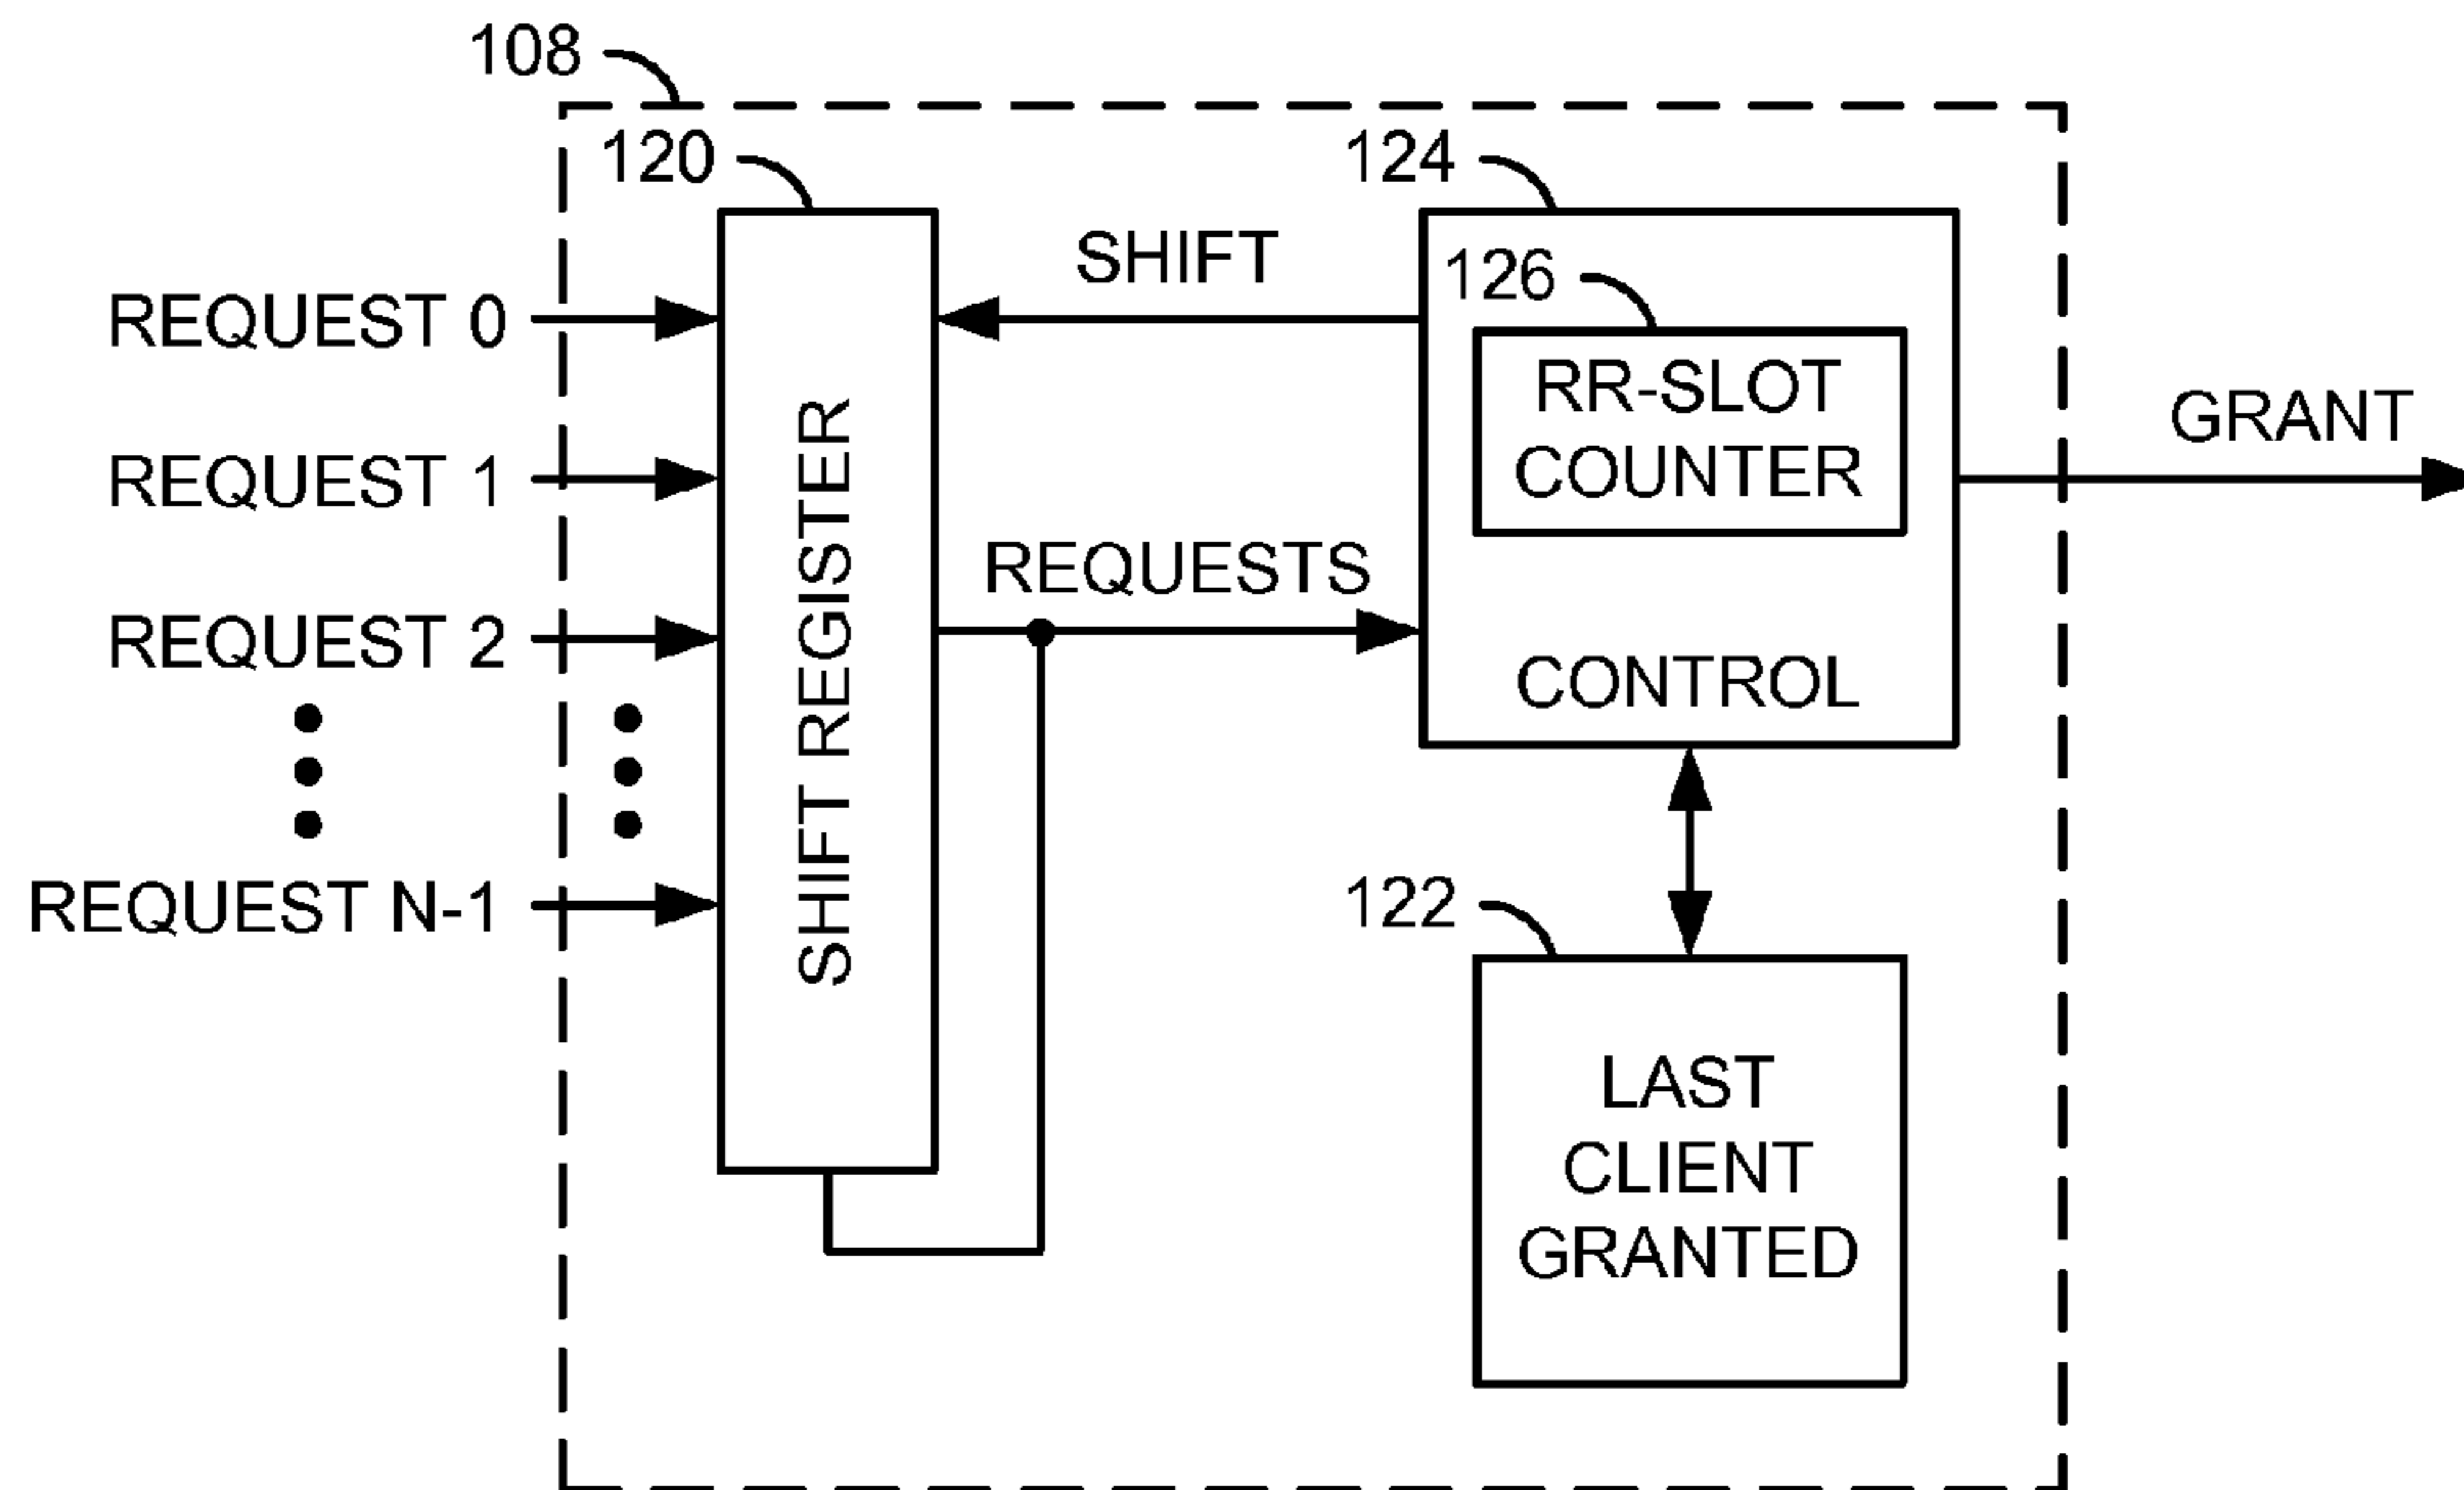 108
120
124
SHIFT
126
REQUEST 0
RR-SLOT
COUNTER
GRANT
REQUEST 1
REQUESTS
REQUEST 2
SHIFT REGISTER
CONTROL
REQUEST N-1
122
LAST
CLIENT
GRANTED